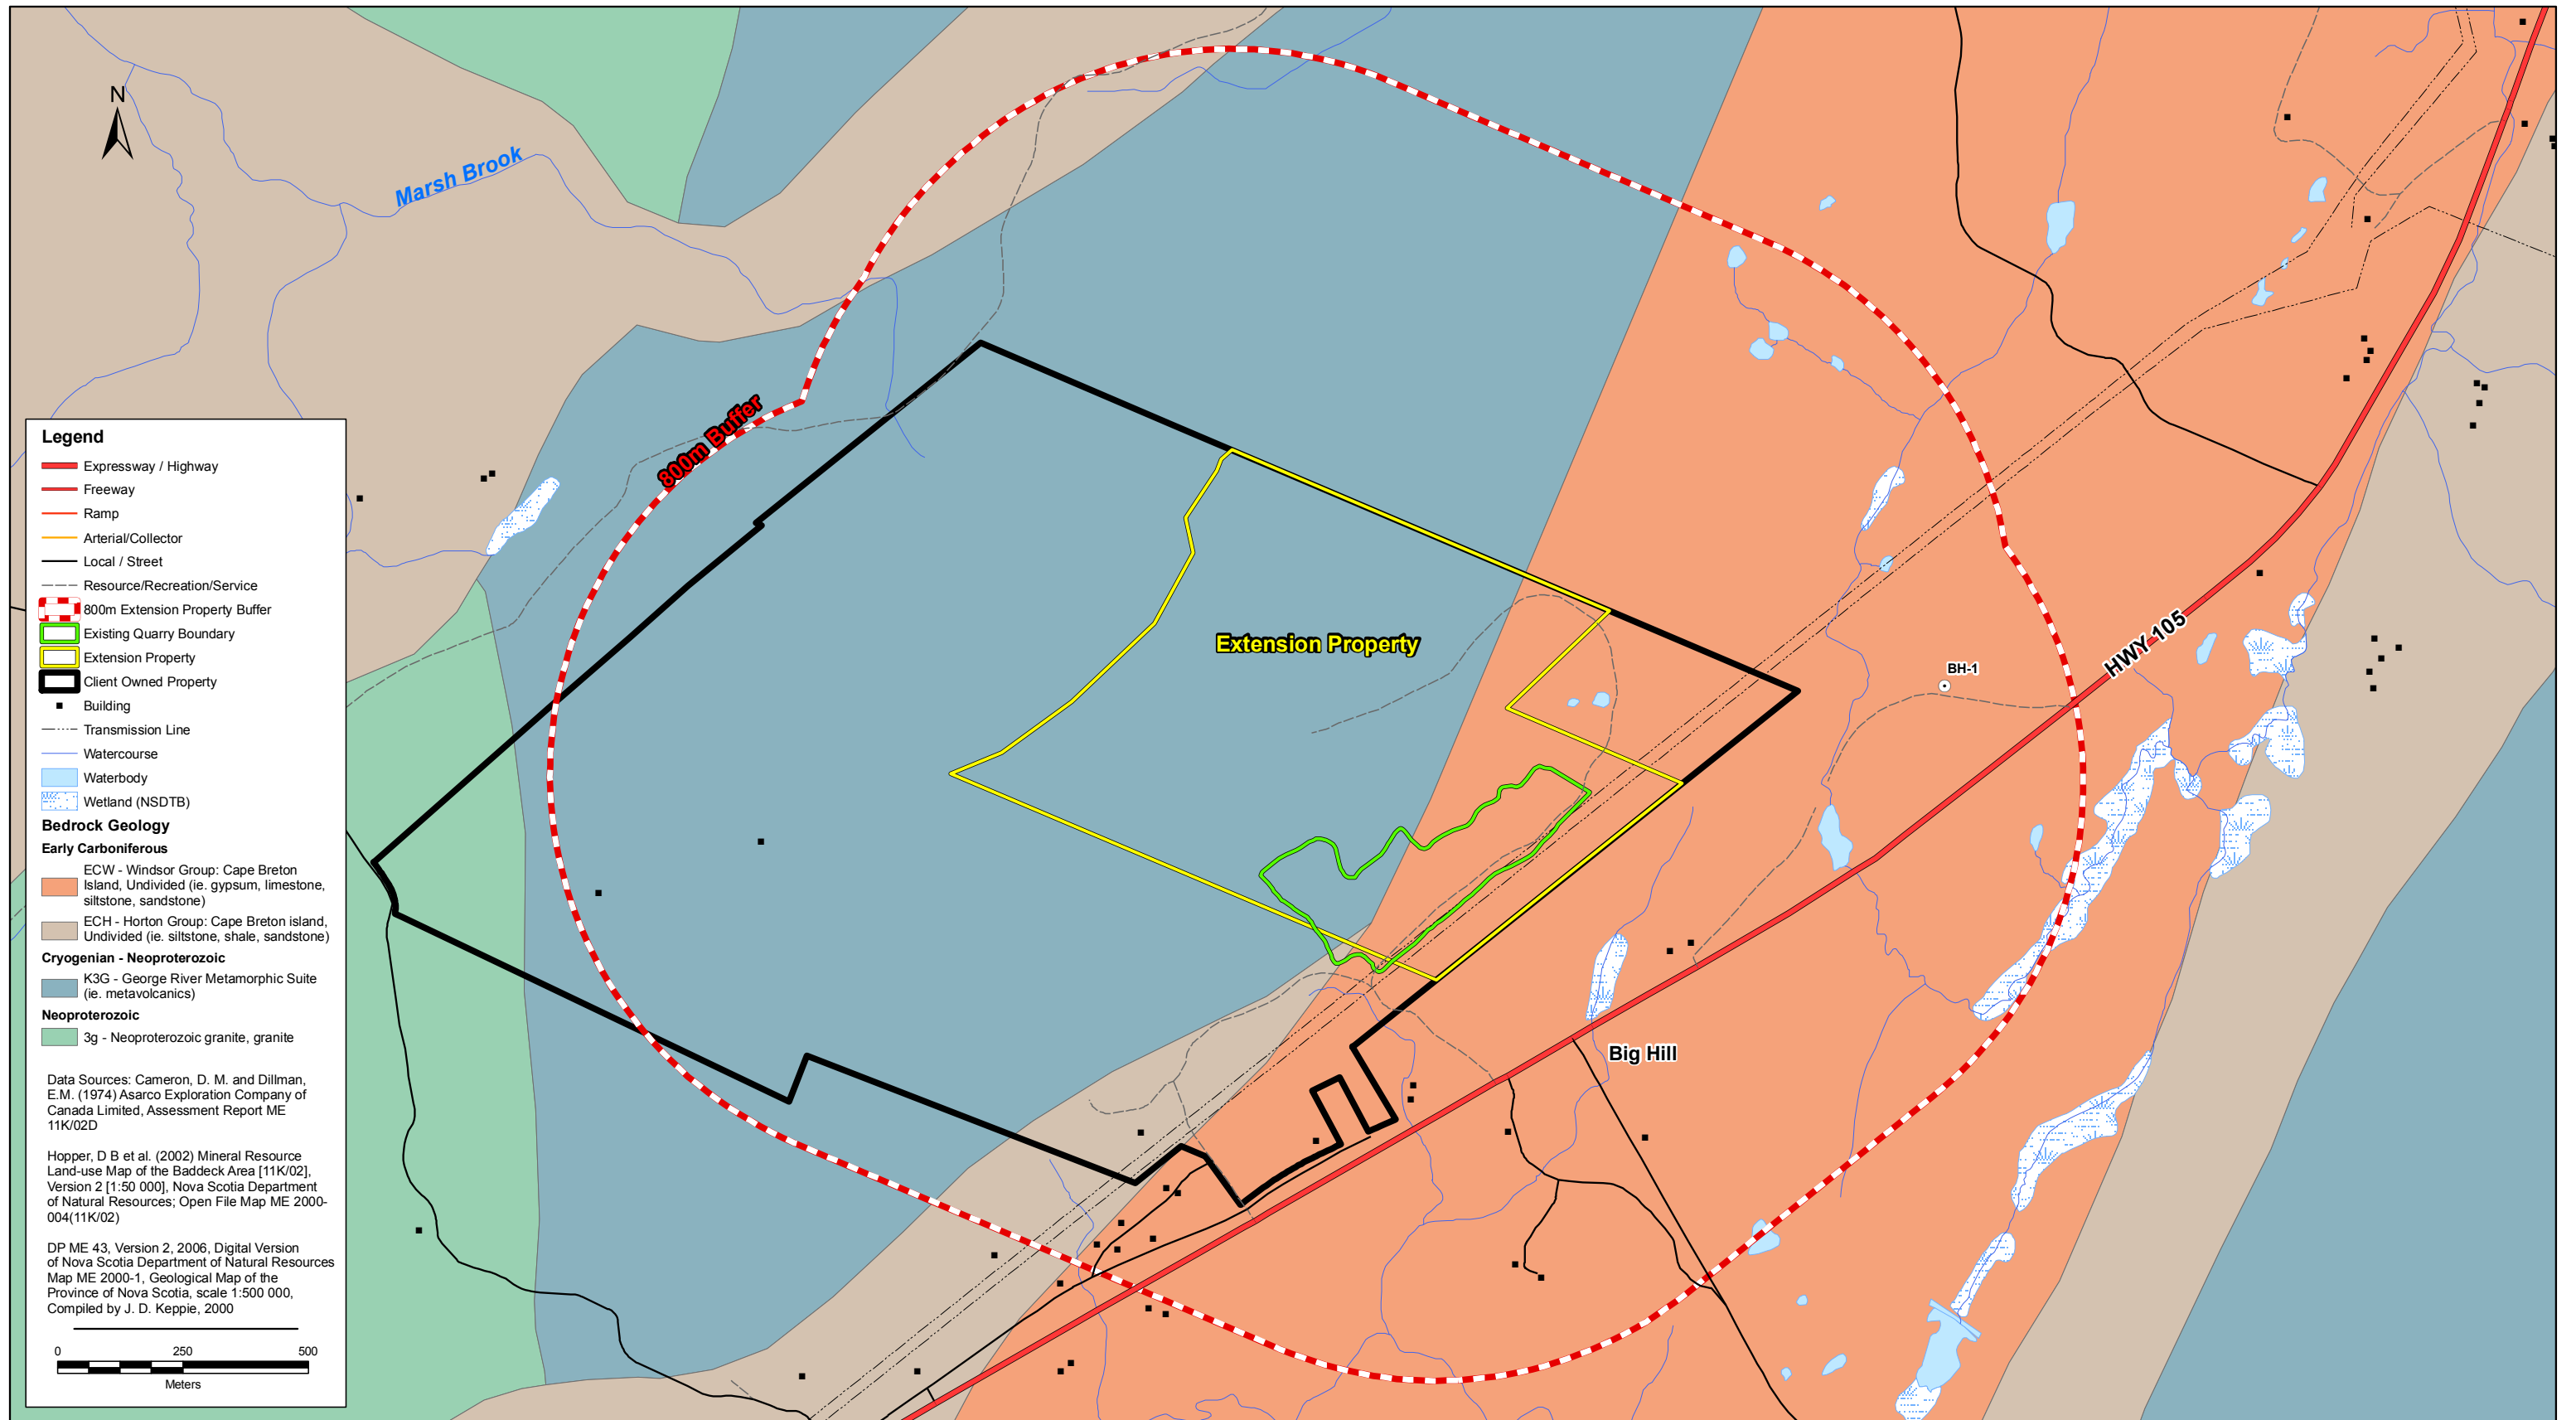 N
Marsh Brook
800m Buffer
Extension Property
BH-1
HWY 105
Big Hill
Legend
Expressway / Highway
Freeway
Ramp
Arterial/Collector
Local / Street
Resource/Recreation/Service
800m Extension Property Buffer
Existing Quarry Boundary
Extension Property
Client Owned Property
Building
Transmission Line
Watercourse
Waterbody
Wetland (NSDTB)
Bedrock Geology
Early Carboniferous
ECW - Windsor Group: Cape Breton
Island, Undivided (ie. gypsum, limestone,
siltstone, sandstone)
ECH - Horton Group: Cape Breton island,
Undivided (ie. siltstone, shale, sandstone)
Cryogenian - Neoproterozoic
K3G - George River Metamorphic Suite
(ie. metavolcanics)
Neoproterozoic
3g - Neoproterozoic granite, granite
Data Sources: Cameron, D. M. and Dillman,
E.M. (1974) Asarco Exploration Company of
Canada Limited, Assessment Report ME
11K/02D
Hopper, D B et al. (2002) Mineral Resource
Land-use Map of the Baddeck Area [11K/02],
Version 2 [1:50 000], Nova Scotia Department
of Natural Resources; Open File Map ME 2000-
004(11K/02)
DP ME 43, Version 2, 2006, Digital Version
of Nova Scotia Department of Natural Resources
Map ME 2000-1, Geological Map of the
Province of Nova Scotia, scale 1:500 000,
Compiled by J. D. Keppie, 2000
0 250 500
Meters